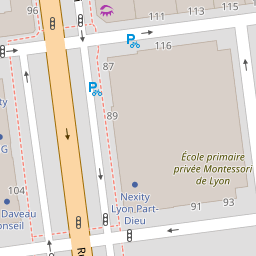 96
111
113
115
116
87
89
exity
G
École primaire
privée Montessori
de Lyon
104
Nexity
Lyon Part-
Dieu
Daveau
onseil
91
93
R